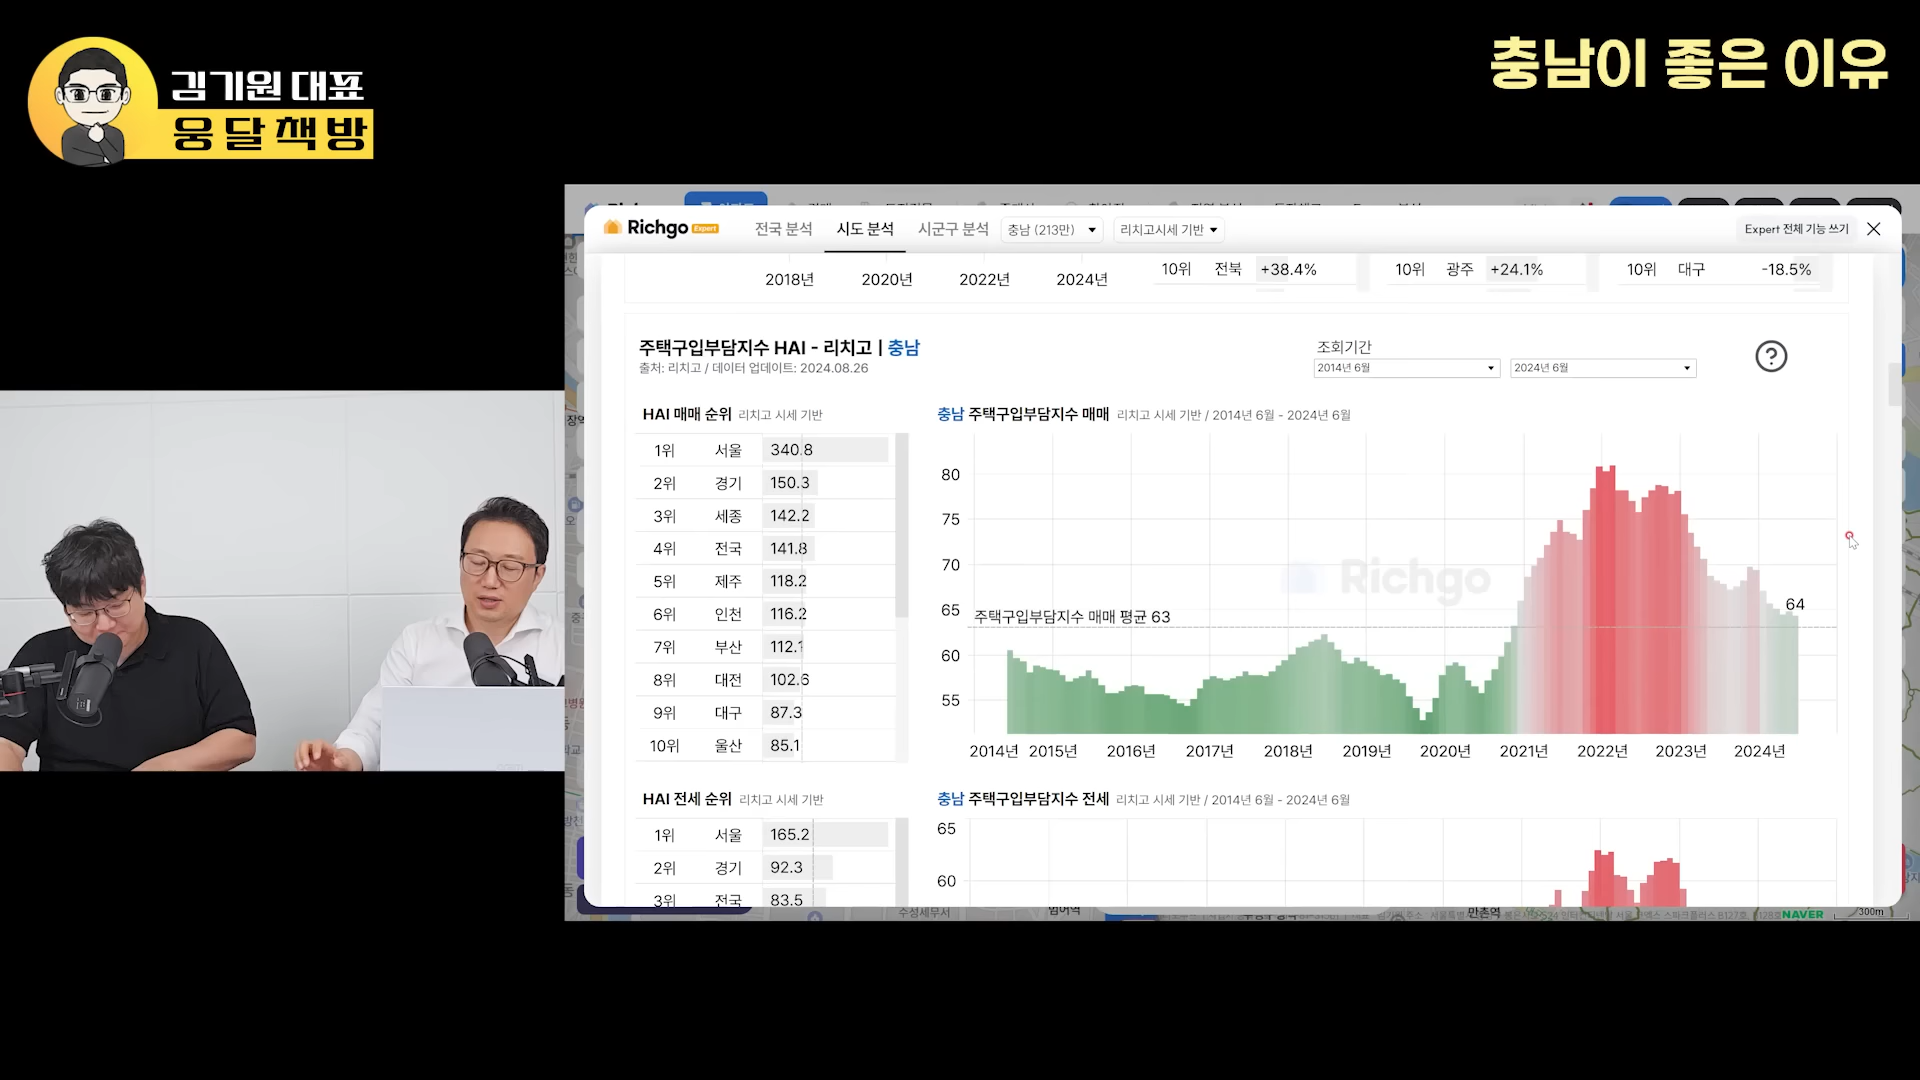 김기원 대표
웅달책방
충남이 좋은 이유
Richgo Expert
전국 분석
시도 분석
시군구 분석
충남 (213만)
리치고시세 기반
Expert 전체 기능 쓰기
2018년 2020년 2022년 2024년
10위 전북 +38.4%
10위 광주 +24.1%
10위 대구 -18.5%
주택구입부담지수 HAI - 리치고 | 충남
출처: 리치고 / 데이터 업데이트: 2024.08.26
조회기간
2014년 6월
2024년 6월
HAI 매매 순위 리치고 시세 기반
1위 서울 340.8
2위 경기 150.3
3위 세종 142.2
4위 전국 141.8
5위 제주 118.2
6위 인천 116.2
7위 부산 112.1
8위 대전 102.6
9위 대구 87.3
10위 울산 85.1
충남 주택구입부담지수 매매 리치고 시세 기반 / 2014년 6월 - 2024년 6월
80
75
70
65
60
55
Richgo
주택구입부담지수 매매 평균 63
64
2014년 2015년 2016년 2017년 2018년 2019년 2020년 2021년 2022년 2023년 2024년
HAI 전세 순위 리치고 시세 기반
1위 서울 165.2
2위 경기 92.3
3위 전국 83.5
충남 주택구입부담지수 전세 리치고 시세 기반 / 2014년 6월 - 2024년 6월
65
60
수성세무서
범어역
만촌역
NAVER
300m